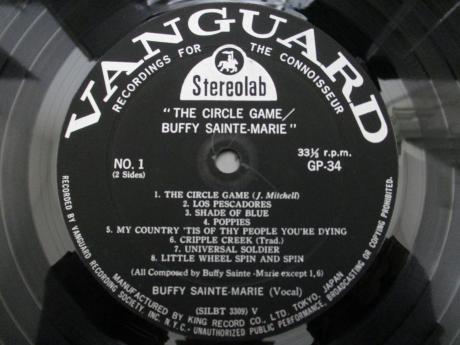 VANGUARD
RECORDINGS FOR THE CONNOISSEUR
Stereolab
"THE CIRCLE GAME/
BUFFY SAINTE-MARIE"
NO. 1
(2 Sides)
33⅓ r.p.m.
GP-34
1. THE CIRCLE GAME (J. Mitchell)
2. LOS PESCADORES
3. SHADE OF BLUE
4. POPPIES
5. MY COUNTRY 'TIS OF THY PEOPLE YOU'RE DYING
6. CRIPPLE CREEK (Trad.)
7. UNIVERSAL SOLDIER
8. LITTLE WHEEL SPIN AND SPIN
(All Composed by Buffy Sainte-Marie except 1, 6)
BUFFY SAINTE-MARIE (Vocal)
(SILBT 3309) V
RECORDED BY VANGUARD RECORDING SOCIETY, INC. N.Y.C.- UNAUTHORIZED PUBLIC PERFORMANCE, BROADCASTING OR COPYING PROHIBITED.
MANUFACTURED BY KING RECORD CO., LTD. TOKYO, JAPAN